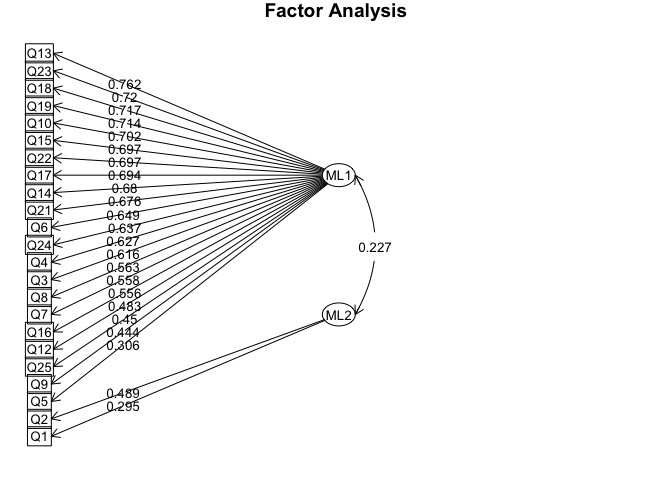 Factor Analysis
Q13
Q23
Q18
Q19
Q10
Q15
Q22
Q17
Q14
Q21
Q6
Q24
Q4
Q3
Q8
Q7
Q16
Q12
Q25
Q9
Q5
Q2
Q1
0.762
0.72
0.717
0.714
0.702
0.697
0.697
0.694
0.68
0.676
0.649
0.637
0.627
0.616
0.563
0.558
0.556
0.483
0.45
0.444
0.306
0.489
0.295
ML1
0.227
ML2